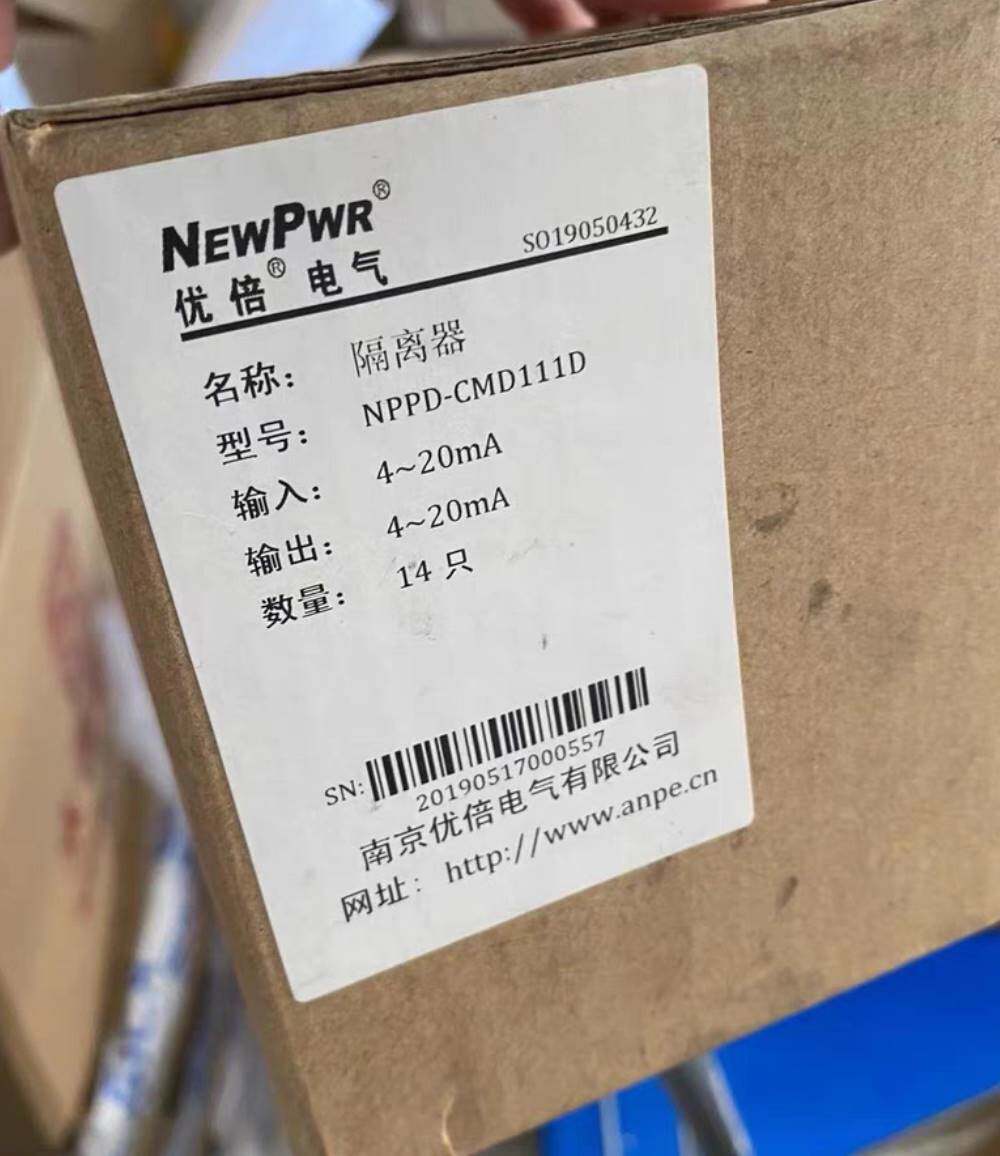 NEWPWR®
优倍® 电气
SO19050432
名称： 隔离器
型号： NPPD-CMD111D
输入： 4~20mA
输出： 4~20mA
数量： 14 只
SN:
20190517000557
南京优倍电气有限公司
网址： http://www.anpe.cn